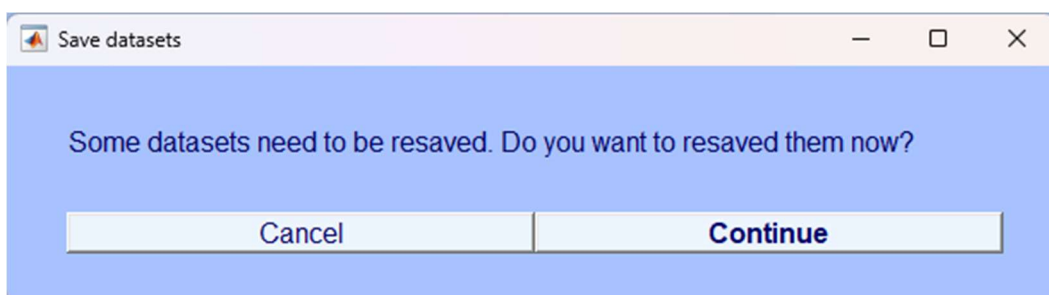 Save datasets
Some datasets need to be resaved. Do you want to resaved them now?
Cancel
Continue